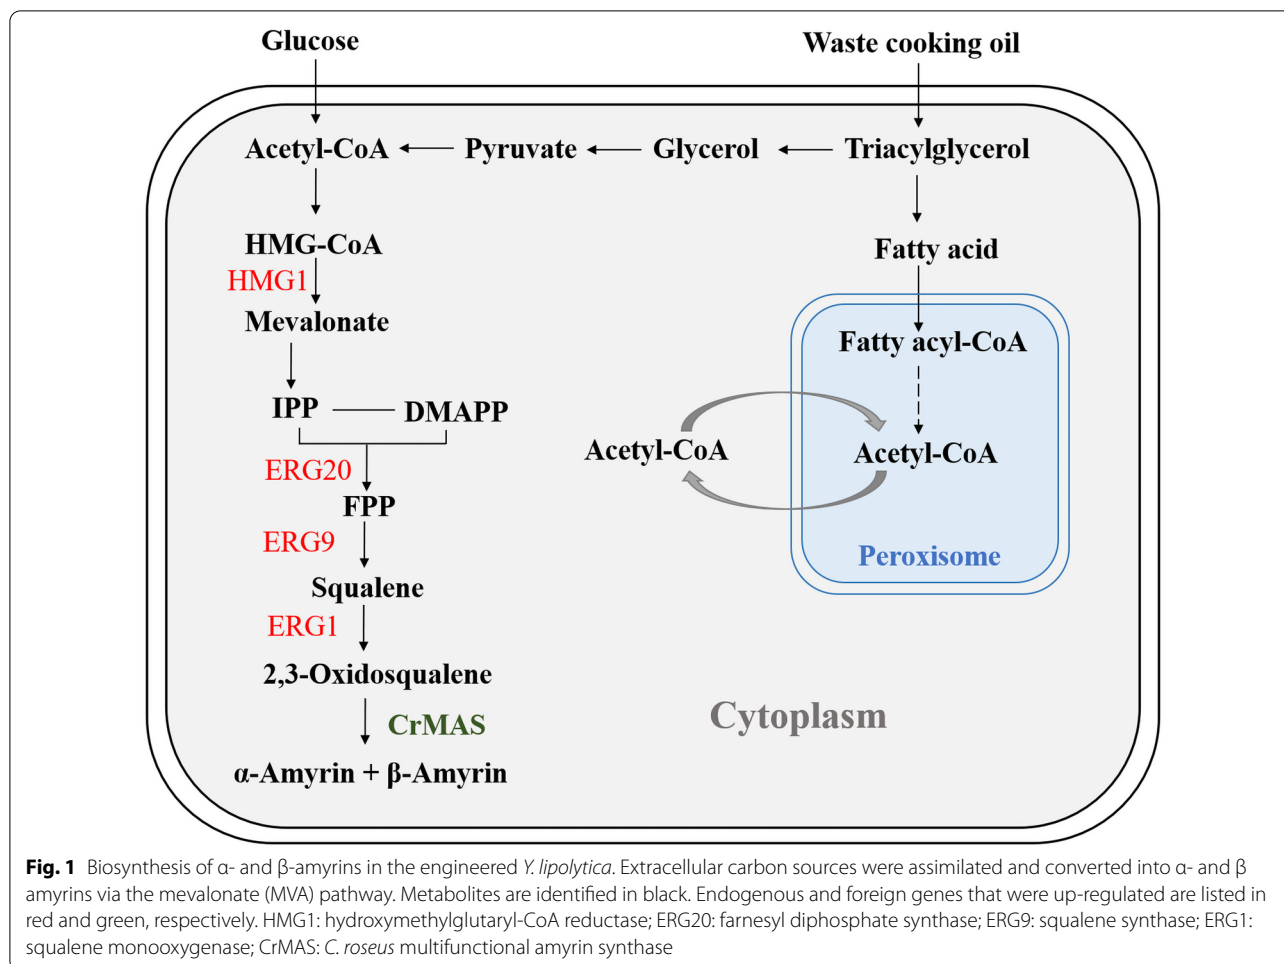 Glucose
Waste cooking oil
Acetyl-CoA
Pyruvate
Glycerol
Triacylglycerol
HMG-CoA
Fatty acid
HMG1
Mevalonate
Fatty acyl-CoA
IPP
DMAPP
Acetyl-CoA
Acetyl-CoA
ERG20
FPP
ERG9
Peroxisome
Squalene
ERG1
2,3-Oxidosqualene
CrMAS
Cytoplasm
α-Amyrin + β-Amyrin
Fig. 1 Biosynthesis of α- and β-amyrins in the engineered Y. lipolytica. Extracellular carbon sources were assimilated and converted into α- and β
amyrins via the mevalonate (MVA) pathway. Metabolites are identified in black. Endogenous and foreign genes that were up-regulated are listed in
red and green, respectively. HMG1: hydroxymethylglutaryl-CoA reductase; ERG20: farnesyl diphosphate synthase; ERG9: squalene synthase; ERG1:
squalene monooxygenase; CrMAS: C. roseus multifunctional amyrin synthase